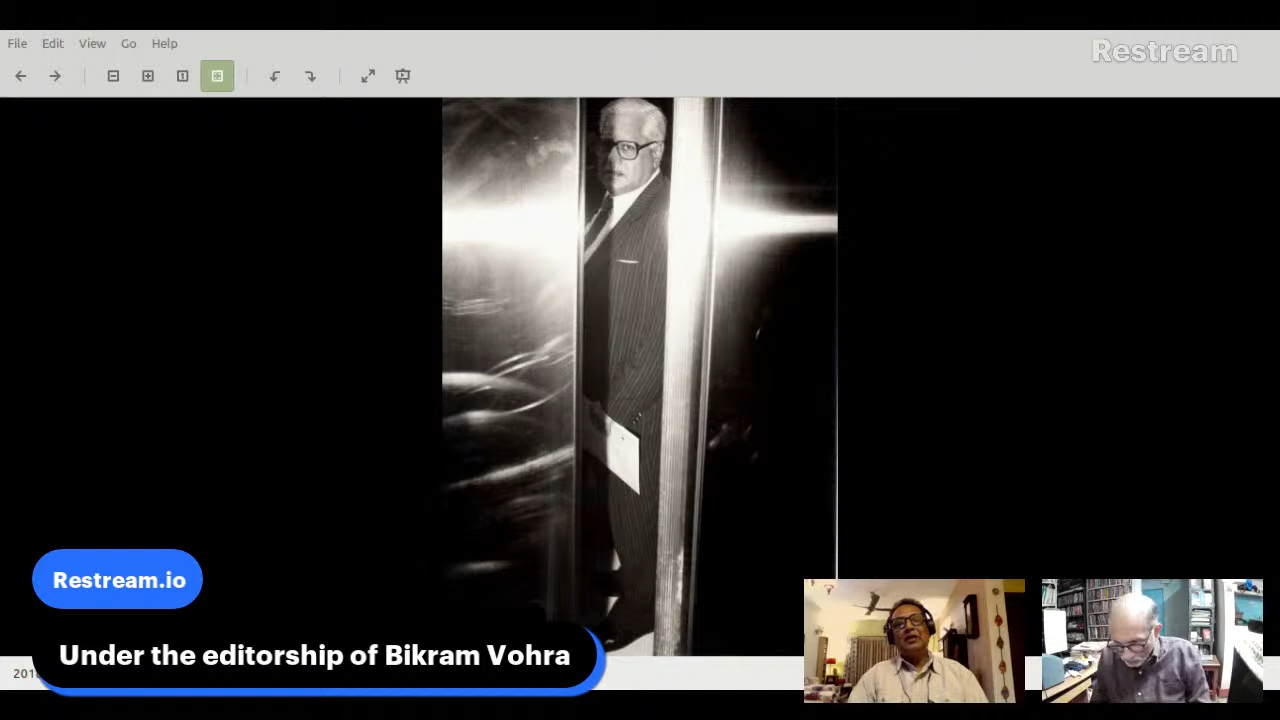 File Edit View Go Help
Restream
Restream.io
Under the editorship of Bikram Vohra